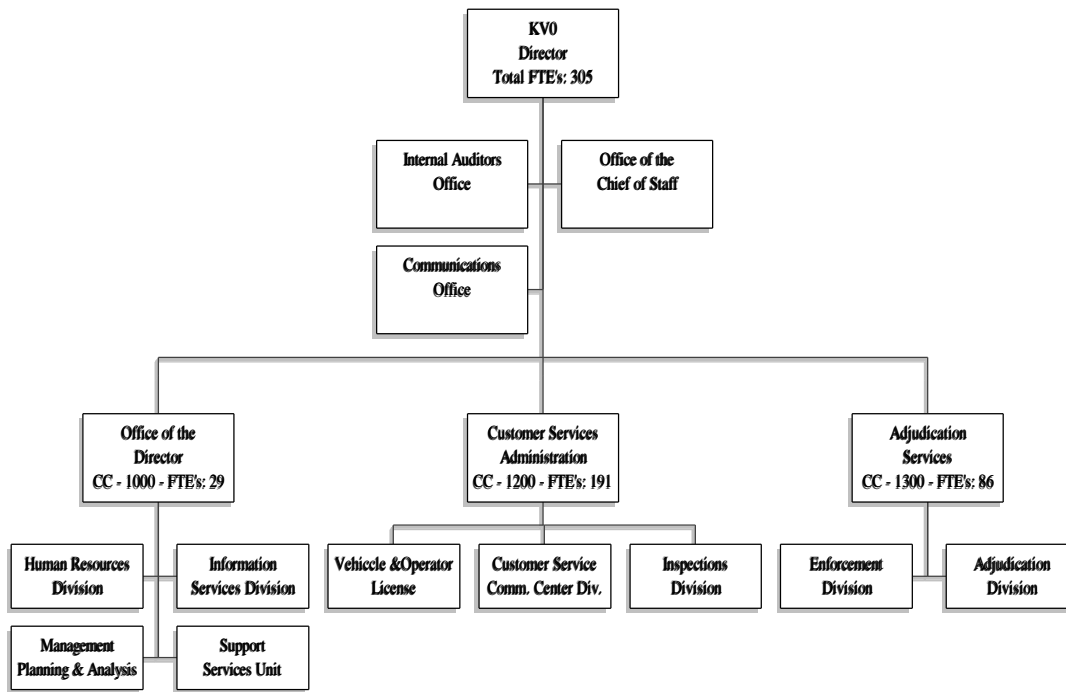 KV0
Director
Total FTE's: 305
Internal Auditors
Office
Office of the
Chief of Staff
Communications
Office
Office of the
Director
CC - 1000 - FTE's: 29
Customer Services
Administration
CC - 1200 - FTE's: 191
Adjudication
Services
CC - 1300 - FTE's: 86
Human Resources
Division
Information
Services Division
Vehiccle &Operator
License
Customer Service
Comm. Center Div.
Inspections
Division
Enforcement
Division
Adjudication
Division
Management
Planning & Analysis
Support
Services Unit